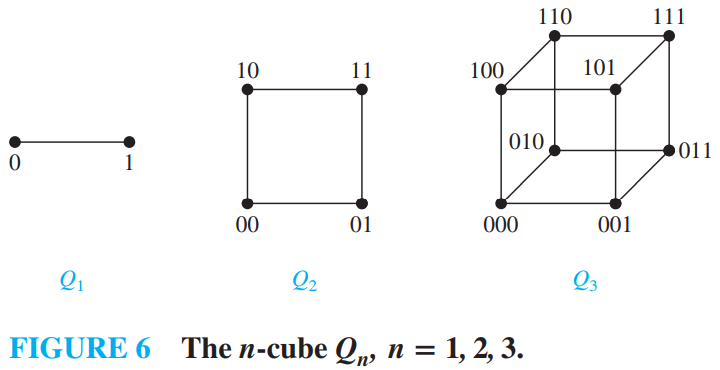 110 111
10 11 100 101
010 011
0 1
00 01 000 001
Q1 Q2 Q3
FIGURE 6 The n-cube Qn, n = 1, 2, 3.